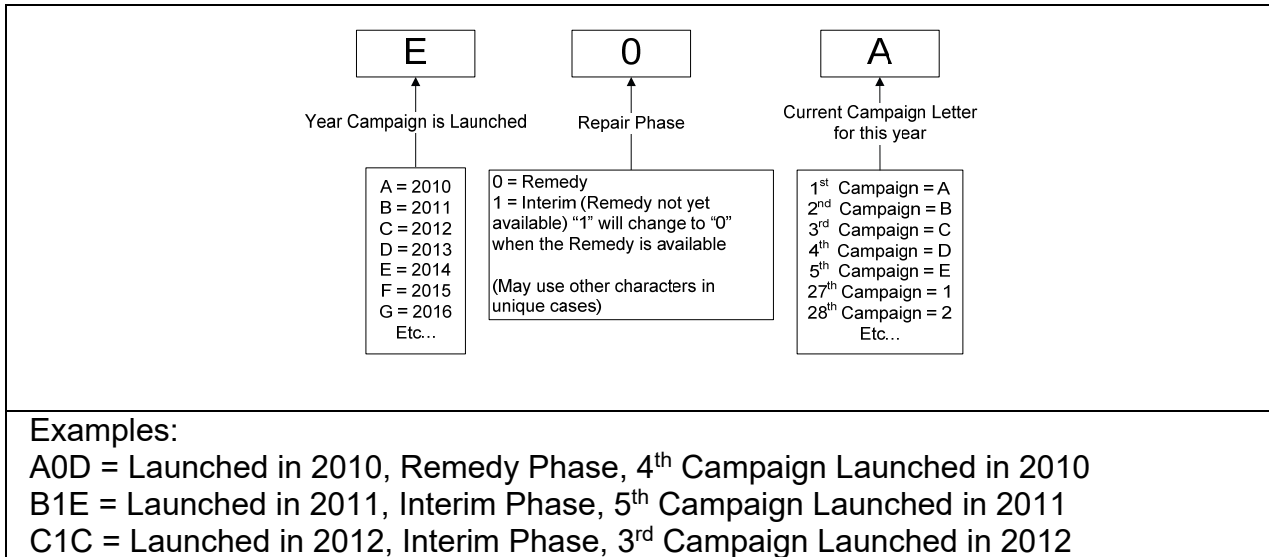 E 0 A
Year Campaign is Launched
Repair Phase
Current Campaign Letter
for this year
A = 2010
B = 2011
C = 2012
D = 2013
E = 2014
F = 2015
G = 2016
Etc...
0 = Remedy
1 = Interim (Remedy not yet
available) “1” will change to “0”
when the Remedy is available
(May use other characters in
unique cases)
1st Campaign = A
2nd Campaign = B
3rd Campaign = C
4th Campaign = D
5th Campaign = E
27th Campaign = 1
28th Campaign = 2
Etc...
Examples:
A0D = Launched in 2010, Remedy Phase, 4th Campaign Launched in 2010
B1E = Launched in 2011, Interim Phase, 5th Campaign Launched in 2011
C1C = Launched in 2012, Interim Phase, 3rd Campaign Launched in 2012